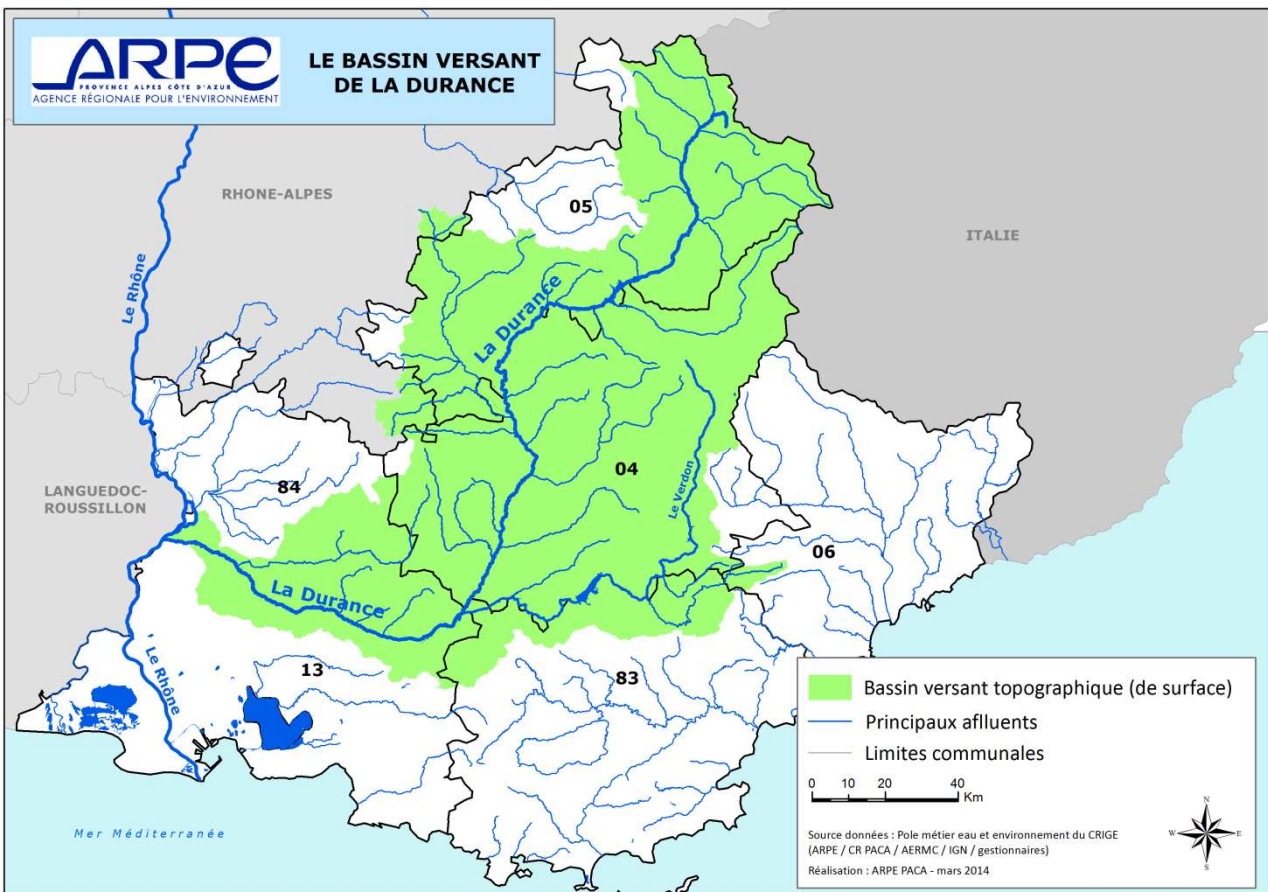 ARPE
PROVENCE ALPES CÔTE D'AZUR
AGENCE RÉGIONALE POUR L'ENVIRONNEMENT
LE BASSIN VERSANT
DE LA DURANCE
RHONE-ALPES
05
ITALIE
Le Rhône
La Durance
04
Le Verdon
84
LANGUEDOC-
ROUSSILLON
06
La Durance
13
Le Rhône
83
Mer Méditerranée
Bassin versant topographique (de surface)
Principaux aflluents
Limites communales
0 10 20 40
Km
Source données : Pole métier eau et environnement du CRIGE
(ARPE / CR PACA / AERMC / IGN / gestionnaires)
Réalisation : ARPE PACA - mars 2014
N
W E
S